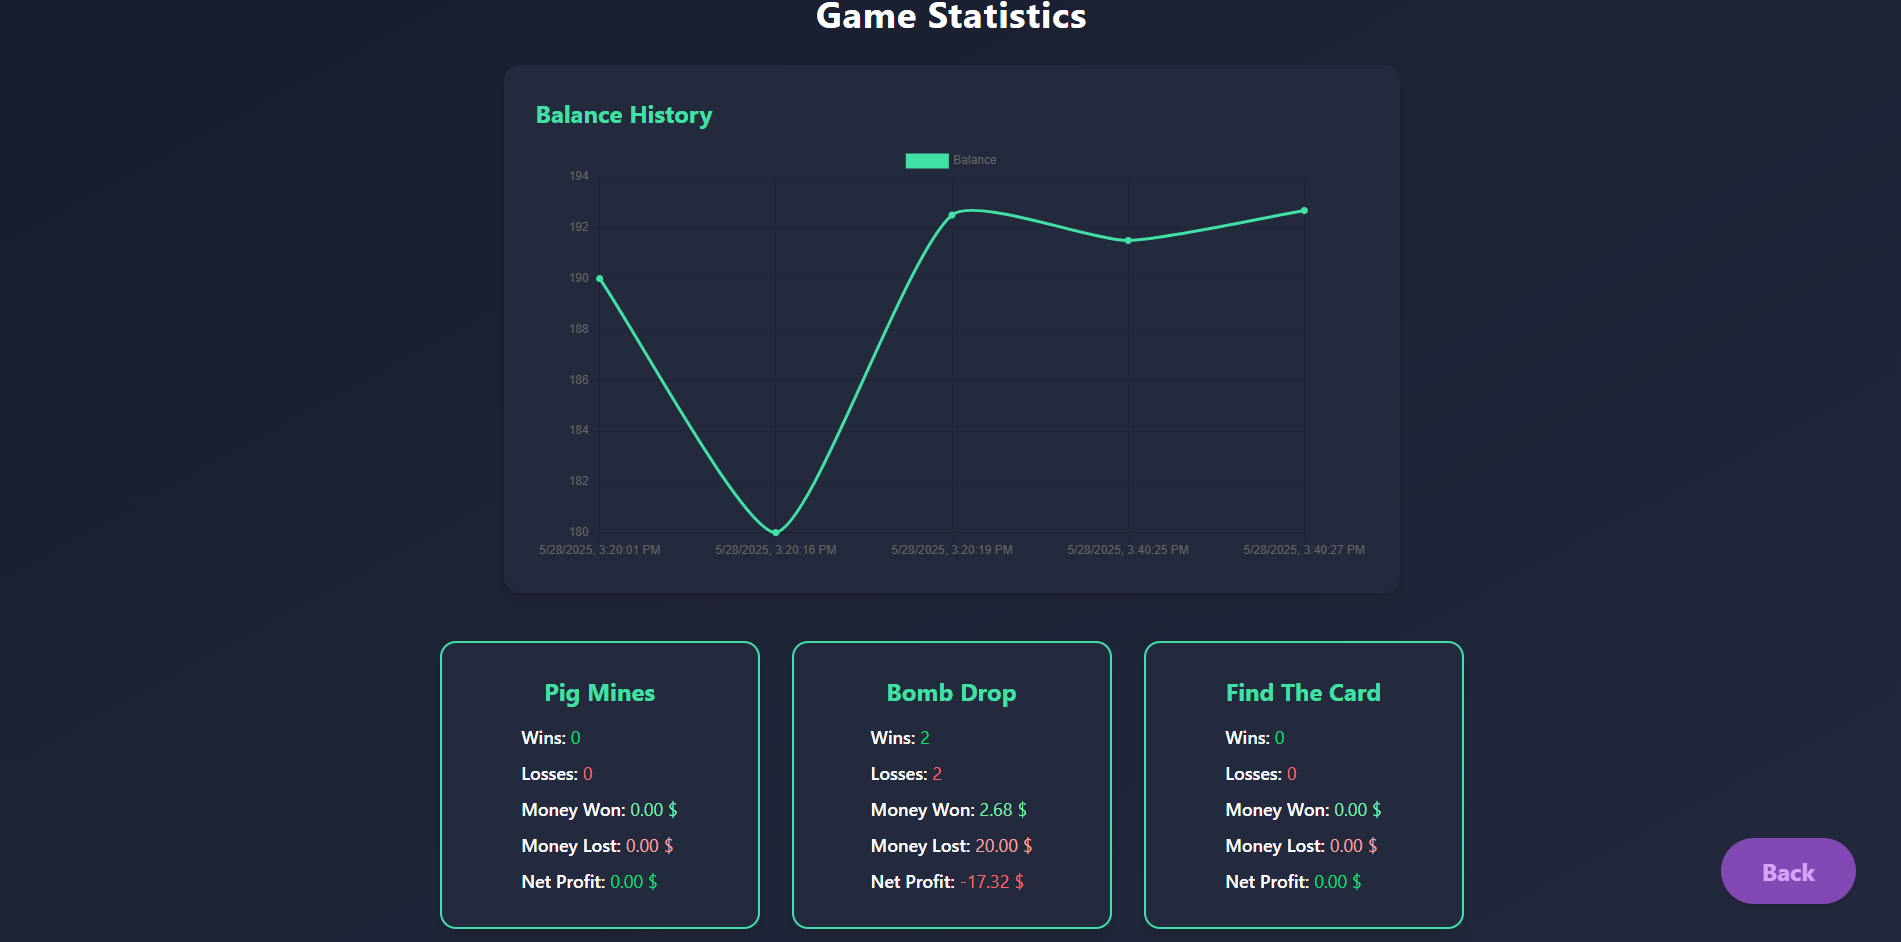 Game Statistics
Balance History
Balance
194
192
190
188
186
184
182
180
5/28/2025, 3:20:01 PM 5/28/2025, 3:20:16 PM 5/28/2025, 3:20:19 PM 5/28/2025, 3:40:25 PM 5/28/2025, 3:40:27 PM
Pig Mines
Wins: 0
Losses: 0
Money Won: 0.00 $
Money Lost: 0.00 $
Net Profit: 0.00 $
Bomb Drop
Wins: 2
Losses: 2
Money Won: 2.68 $
Money Lost: 20.00 $
Net Profit: -17.32 $
Find The Card
Wins: 0
Losses: 0
Money Won: 0.00 $
Money Lost: 0.00 $
Net Profit: 0.00 $
Back